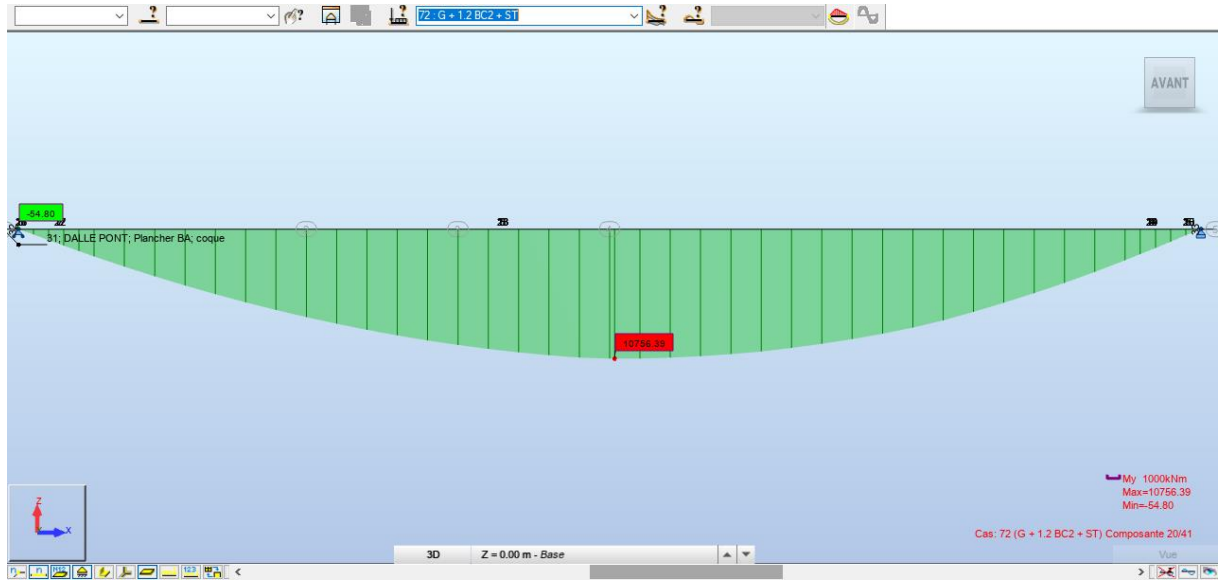 72 : G + 1.2 BC2 + ST
AVANT
-54.80
31; DALLE PONT; Plancher BA; coque
10756.39
My 1000kNm
Max=10756.39
Min=-54.80
Cas: 72 (G + 1.2 BC2 + ST) Composante 20/41
Z
X
3D Z = 0.00 m - Base
Vue